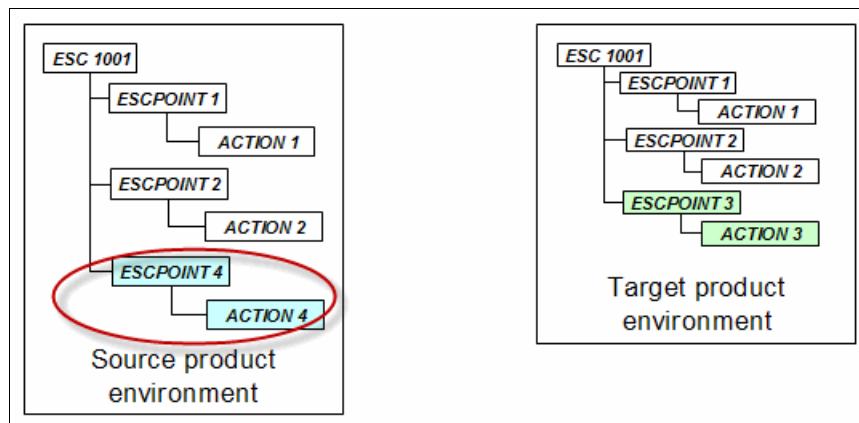 ESC 1001
ESCPOINT 1
ACTION 1
ESCPOINT 2
ACTION 2
ESCPOINT 4
ACTION 4
Source product
environment
ESC 1001
ESCPOINT 1
ACTION 1
ESCPOINT 2
ACTION 2
ESCPOINT 3
ACTION 3
Target product
environment